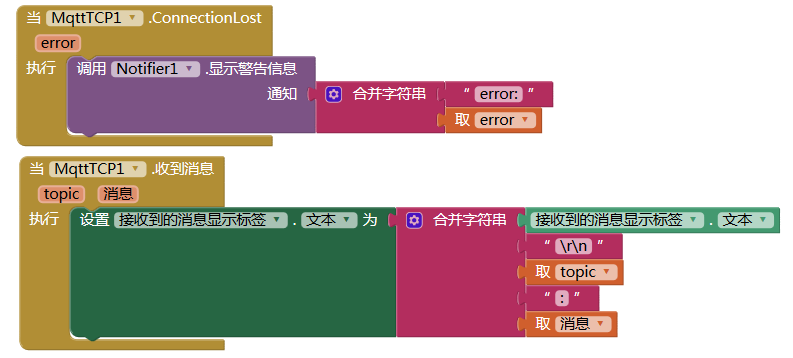 当 MqttTCP1 .ConnectionLost
error
执行 调用 Notifier1 .显示警告信息
通知 合并字符串 “ error: ”
取 error
当 MqttTCP1 .收到消息
topic 消息
执行 设置 接收到的消息显示标签 . 文本 为 合并字符串 接收到的消息显示标签 . 文本
“ \r\n ”
取 topic
“ : ”
取 消息